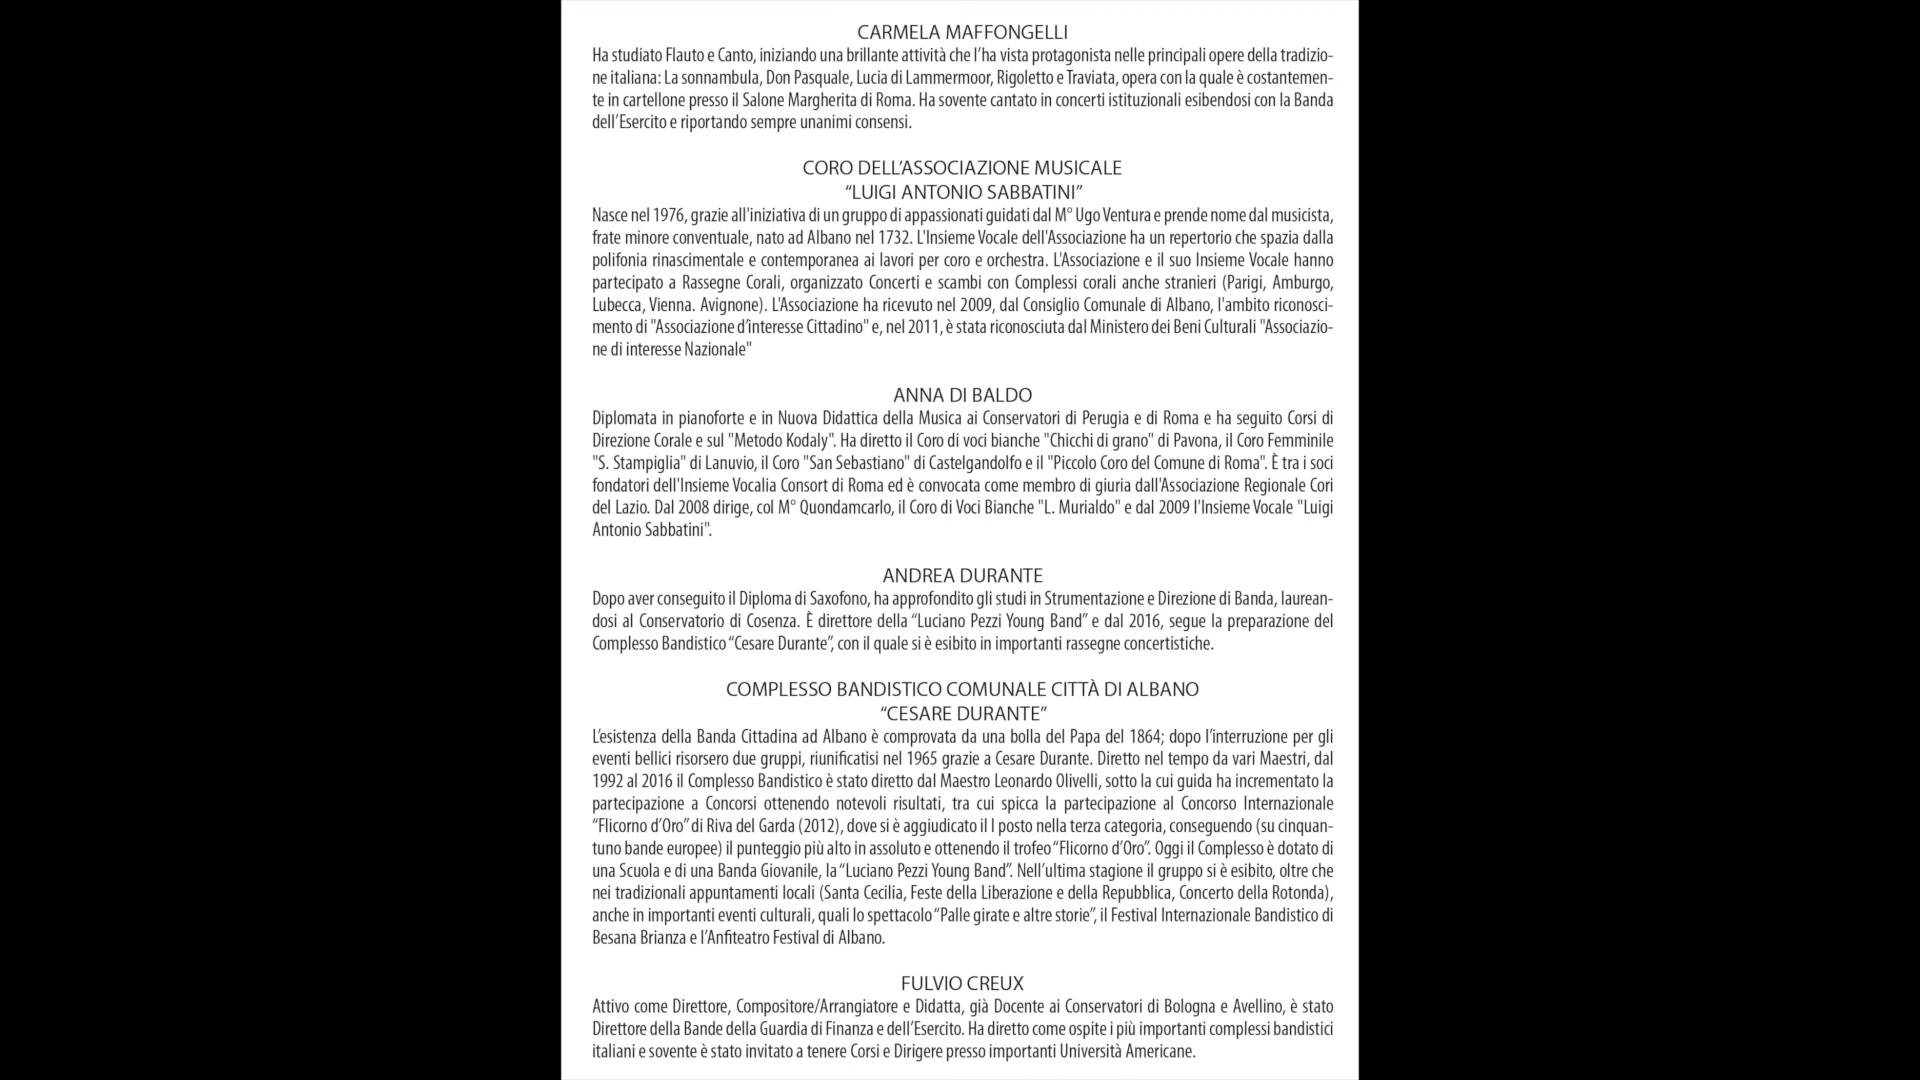 CARMELA MAFFONGELLI
Ha studiato Flauto e Canto, iniziando una brillante attività che l’ha vista protagonista nelle principali opere della tradizio-
ne italiana: La sonnambula, Don Pasquale, Lucia di Lammermoor, Rigoletto e Traviata, opera con la quale è costantemen-
te in cartellone presso il Salone Margherita di Roma. Ha sovente cantato in concerti istituzionali esibendosi con la Banda
dell’Esercito e riportando sempre unanimi consensi.
CORO DELL’ASSOCIAZIONE MUSICALE
“LUIGI ANTONIO SABBATINI”
Nasce nel 1976, grazie all'iniziativa di un gruppo di appassionati guidati dal M° Ugo Ventura e prende nome dal musicista,
frate minore conventuale, nato ad Albano nel 1732. L'Insieme Vocale dell'Associazione ha un repertorio che spazia dalla
polifonia rinascimentale e contemporanea ai lavori per coro e orchestra. L'Associazione e il suo Insieme Vocale hanno
partecipato a Rassegne Corali, organizzato Concerti e scambi con Complessi corali anche stranieri (Parigi, Amburgo,
Lubecca, Vienna. Avignone). L'Associazione ha ricevuto nel 2009, dal Consiglio Comunale di Albano, l'ambito riconosci-
mento di "Associazione d’interesse Cittadino" e, nel 2011, è stata riconosciuta dal Ministero dei Beni Culturali "Associazio-
ne di interesse Nazionale"
ANNA DI BALDO
Diplomata in pianoforte e in Nuova Didattica della Musica ai Conservatori di Perugia e di Roma e ha seguito Corsi di
Direzione Corale e sul "Metodo Kodaly". Ha diretto il Coro di voci bianche "Chicchi di grano" di Pavona, il Coro Femminile
"S. Stampiglia" di Lanuvio, il Coro "San Sebastiano" di Castelgandolfo e il "Piccolo Coro del Comune di Roma". È tra i soci
fondatori dell'Insieme Vocalia Consort di Roma ed è convocata come membro di giuria dall'Associazione Regionale Cori
del Lazio. Dal 2008 dirige, col M° Quondamcarlo, il Coro di Voci Bianche "L. Murialdo" e dal 2009 l'Insieme Vocale "Luigi
Antonio Sabbatini".
ANDREA DURANTE
Dopo aver conseguito il Diploma di Saxofono, ha approfondito gli studi in Strumentazione e Direzione di Banda, laurean-
dosi al Conservatorio di Cosenza. È direttore della “Luciano Pezzi Young Band” e dal 2016, segue la preparazione del
Complesso Bandistico “Cesare Durante”, con il quale si è esibito in importanti rassegne concertistiche.
COMPLESSO BANDISTICO COMUNALE CITTÀ DI ALBANO
“CESARE DURANTE”
L’esistenza della Banda Cittadina ad Albano è comprovata da una bolla del Papa del 1864; dopo l’interruzione per gli
eventi bellici risorsero due gruppi, riunificatisi nel 1965 grazie a Cesare Durante. Diretto nel tempo da vari Maestri, dal
1992 al 2016 il Complesso Bandistico è stato diretto dal Maestro Leonardo Olivelli, sotto la cui guida ha incrementato la
partecipazione a Concorsi ottenendo notevoli risultati, tra cui spicca la partecipazione al Concorso Internazionale
“Flicorno d’Oro” di Riva del Garda (2012), dove si è aggiudicato il I posto nella terza categoria, conseguendo (su cinquan-
tuno bande europee) il punteggio più alto in assoluto e ottenendo il trofeo “Flicorno d’Oro”. Oggi il Complesso è dotato di
una Scuola e di una Banda Giovanile, la “Luciano Pezzi Young Band”. Nell’ultima stagione il gruppo si è esibito, oltre che
nei tradizionali appuntamenti locali (Santa Cecilia, Feste della Liberazione e della Repubblica, Concerto della Rotonda),
anche in importanti eventi culturali, quali lo spettacolo “Palle girate e altre storie”, il Festival Internazionale Bandistico di
Besana Brianza e l’Anfiteatro Festival di Albano.
FULVIO CREUX
Attivo come Direttore, Compositore/Arrangiatore e Didatta, già Docente ai Conservatori di Bologna e Avellino, è stato
Direttore della Bande della Guardia di Finanza e dell’Esercito. Ha diretto come ospite i più importanti complessi bandistici
italiani e sovente è stato invitato a tenere Corsi e Dirigere presso importanti Università Americane.